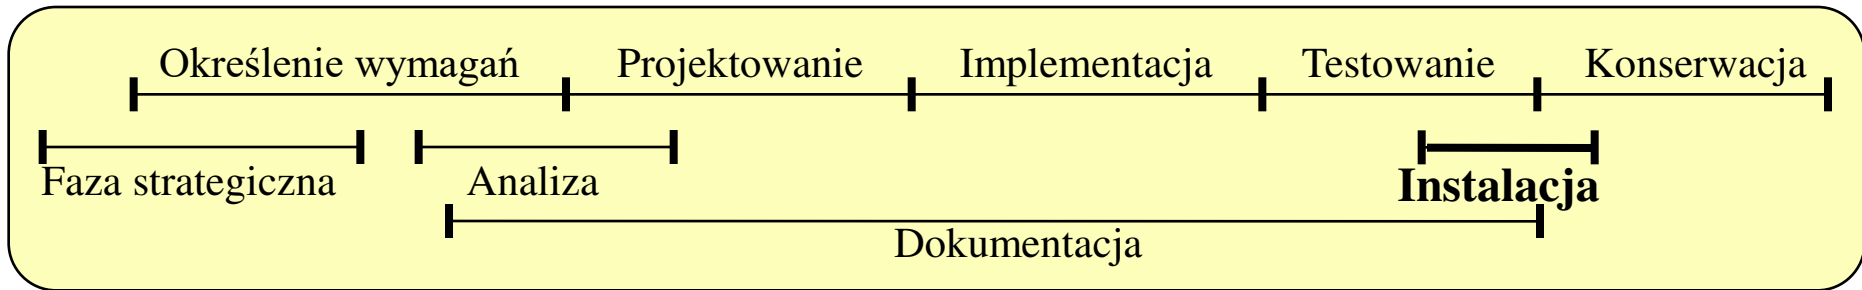 Określenie wymagań Projektowanie Implementacja Testowanie Konserwacja
Faza strategiczna Analiza Instalacja
Dokumentacja